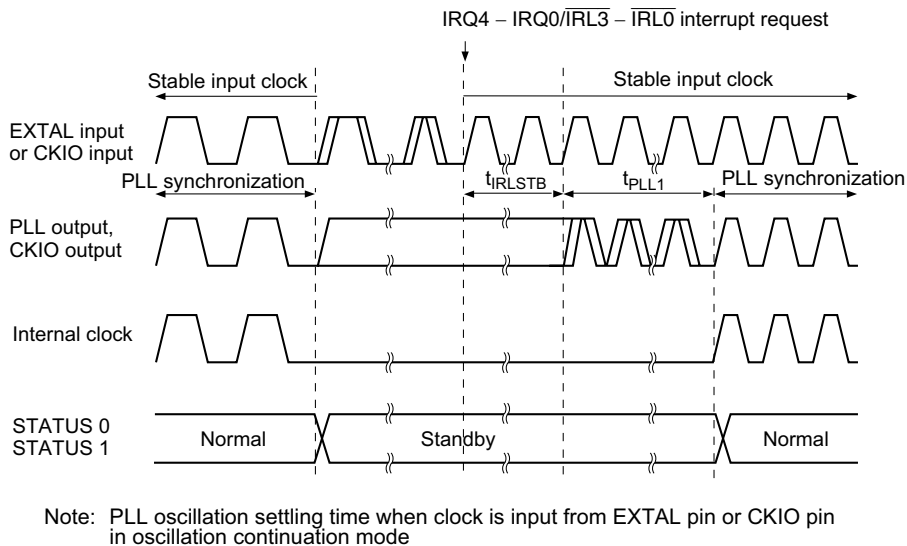 IRQ4 – IRQ0/I̅R̅L̅3̅ – I̅R̅L̅0̅ interrupt request
Stable input clock
Stable input clock
EXTAL input
or CKIO input
PLL synchronization
tIRLSTB
tPLL1
PLL synchronization
PLL output,
CKIO output
Internal clock
STATUS 0
STATUS 1
Normal
Standby
Normal
Note: PLL oscillation settling time when clock is input from EXTAL pin or CKIO pin
in oscillation continuation mode